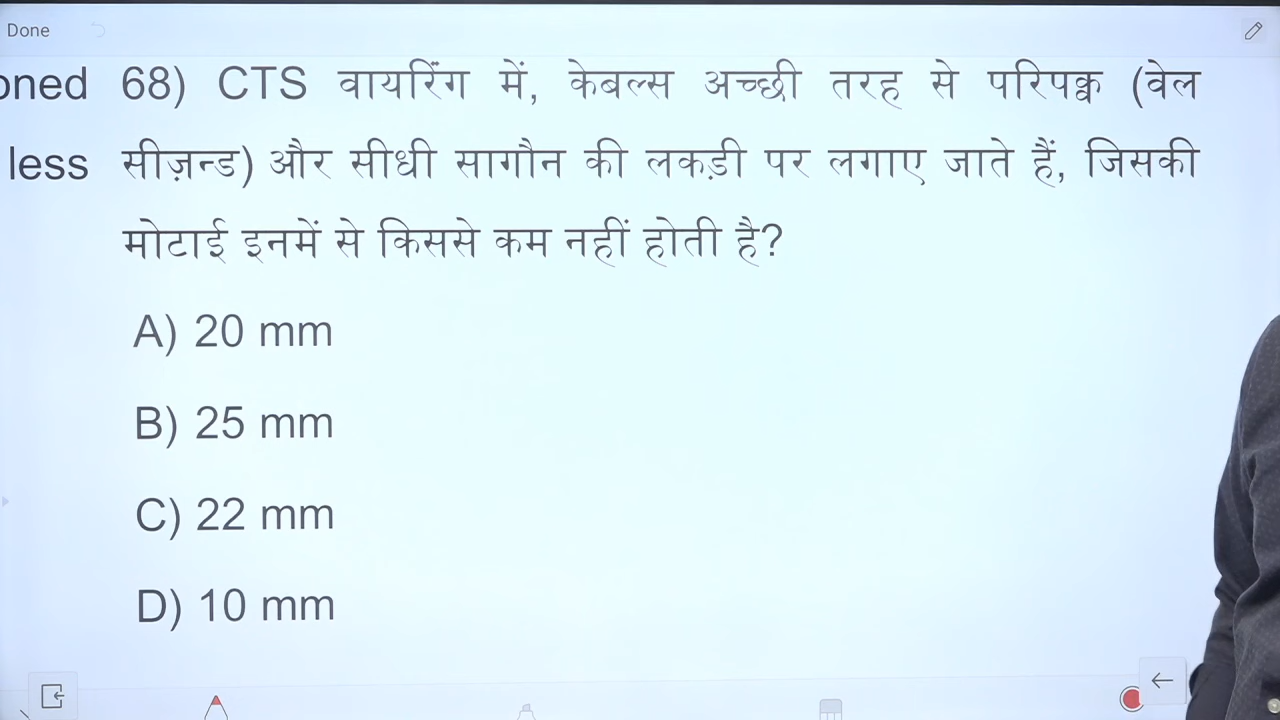 Done
oned 68) CTS वायरिंग में, केबल्स अच्छी तरह से परिपक्व (वेल
less सीज़न्ड) और सीधी सागौन की लकड़ी पर लगाए जाते हैं, जिसकी
मोटाई इनमें से किससे कम नहीं होती है?
A) 20 mm
B) 25 mm
C) 22 mm
D) 10 mm